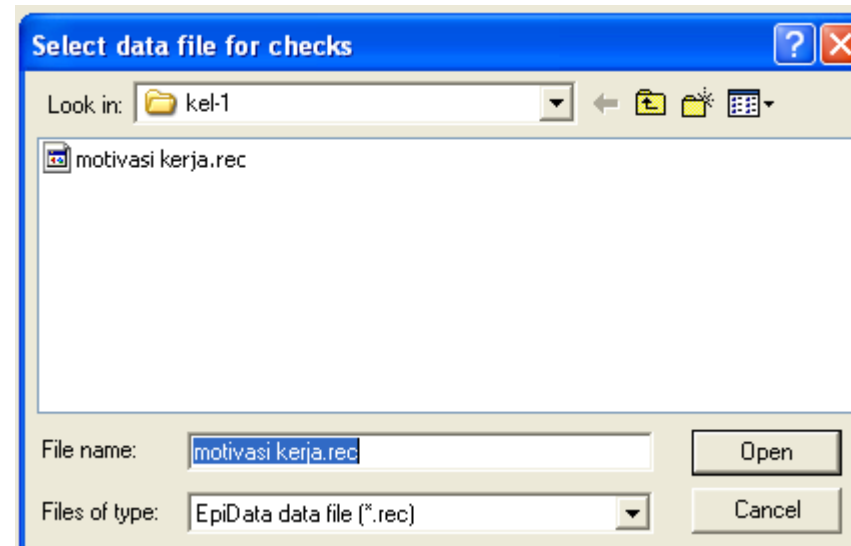 Select data file for checks
Look in: kel-1
motivasi kerja.rec
File name: motivasi kerja.rec Open
Files of type: EpiData data file (*.rec) Cancel